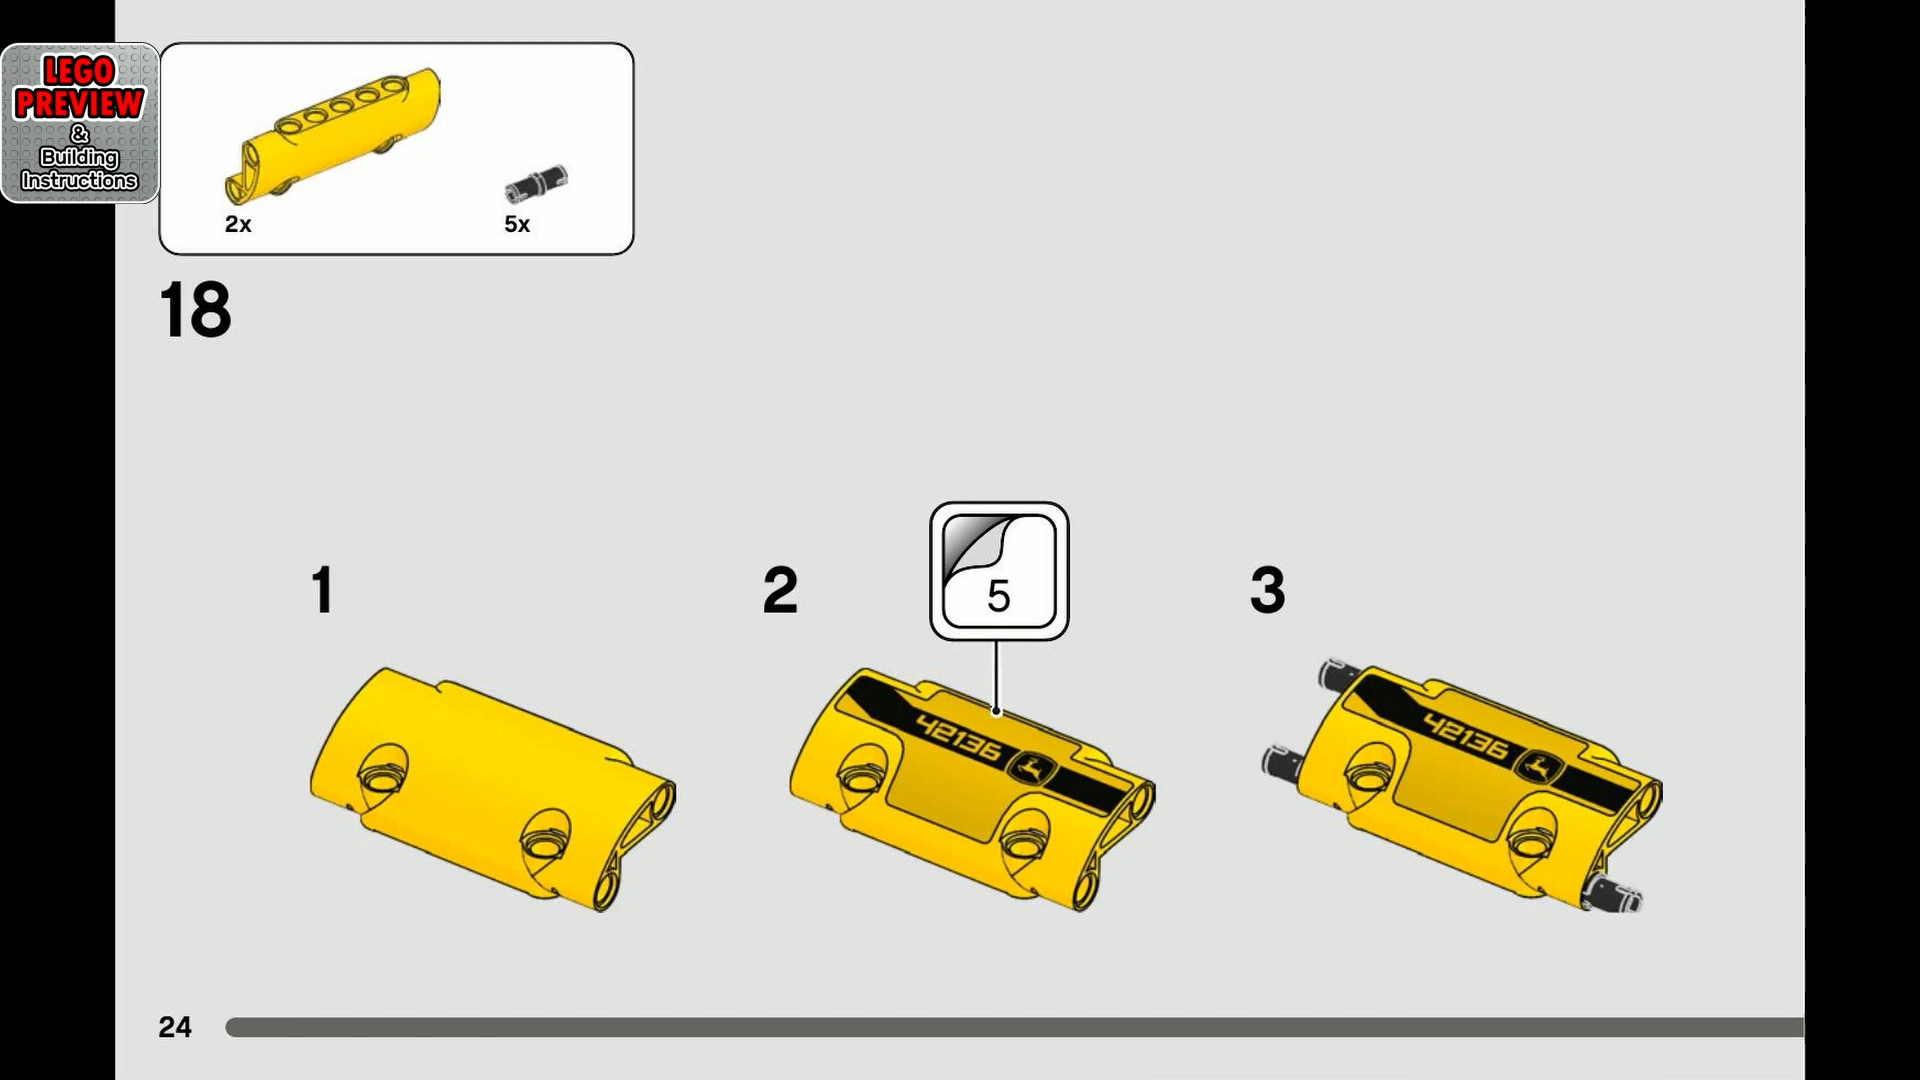 LEGO
PREVIEW
&
Building
Instructions
2x
5x
18
1
2
5
3
42136
42136
24